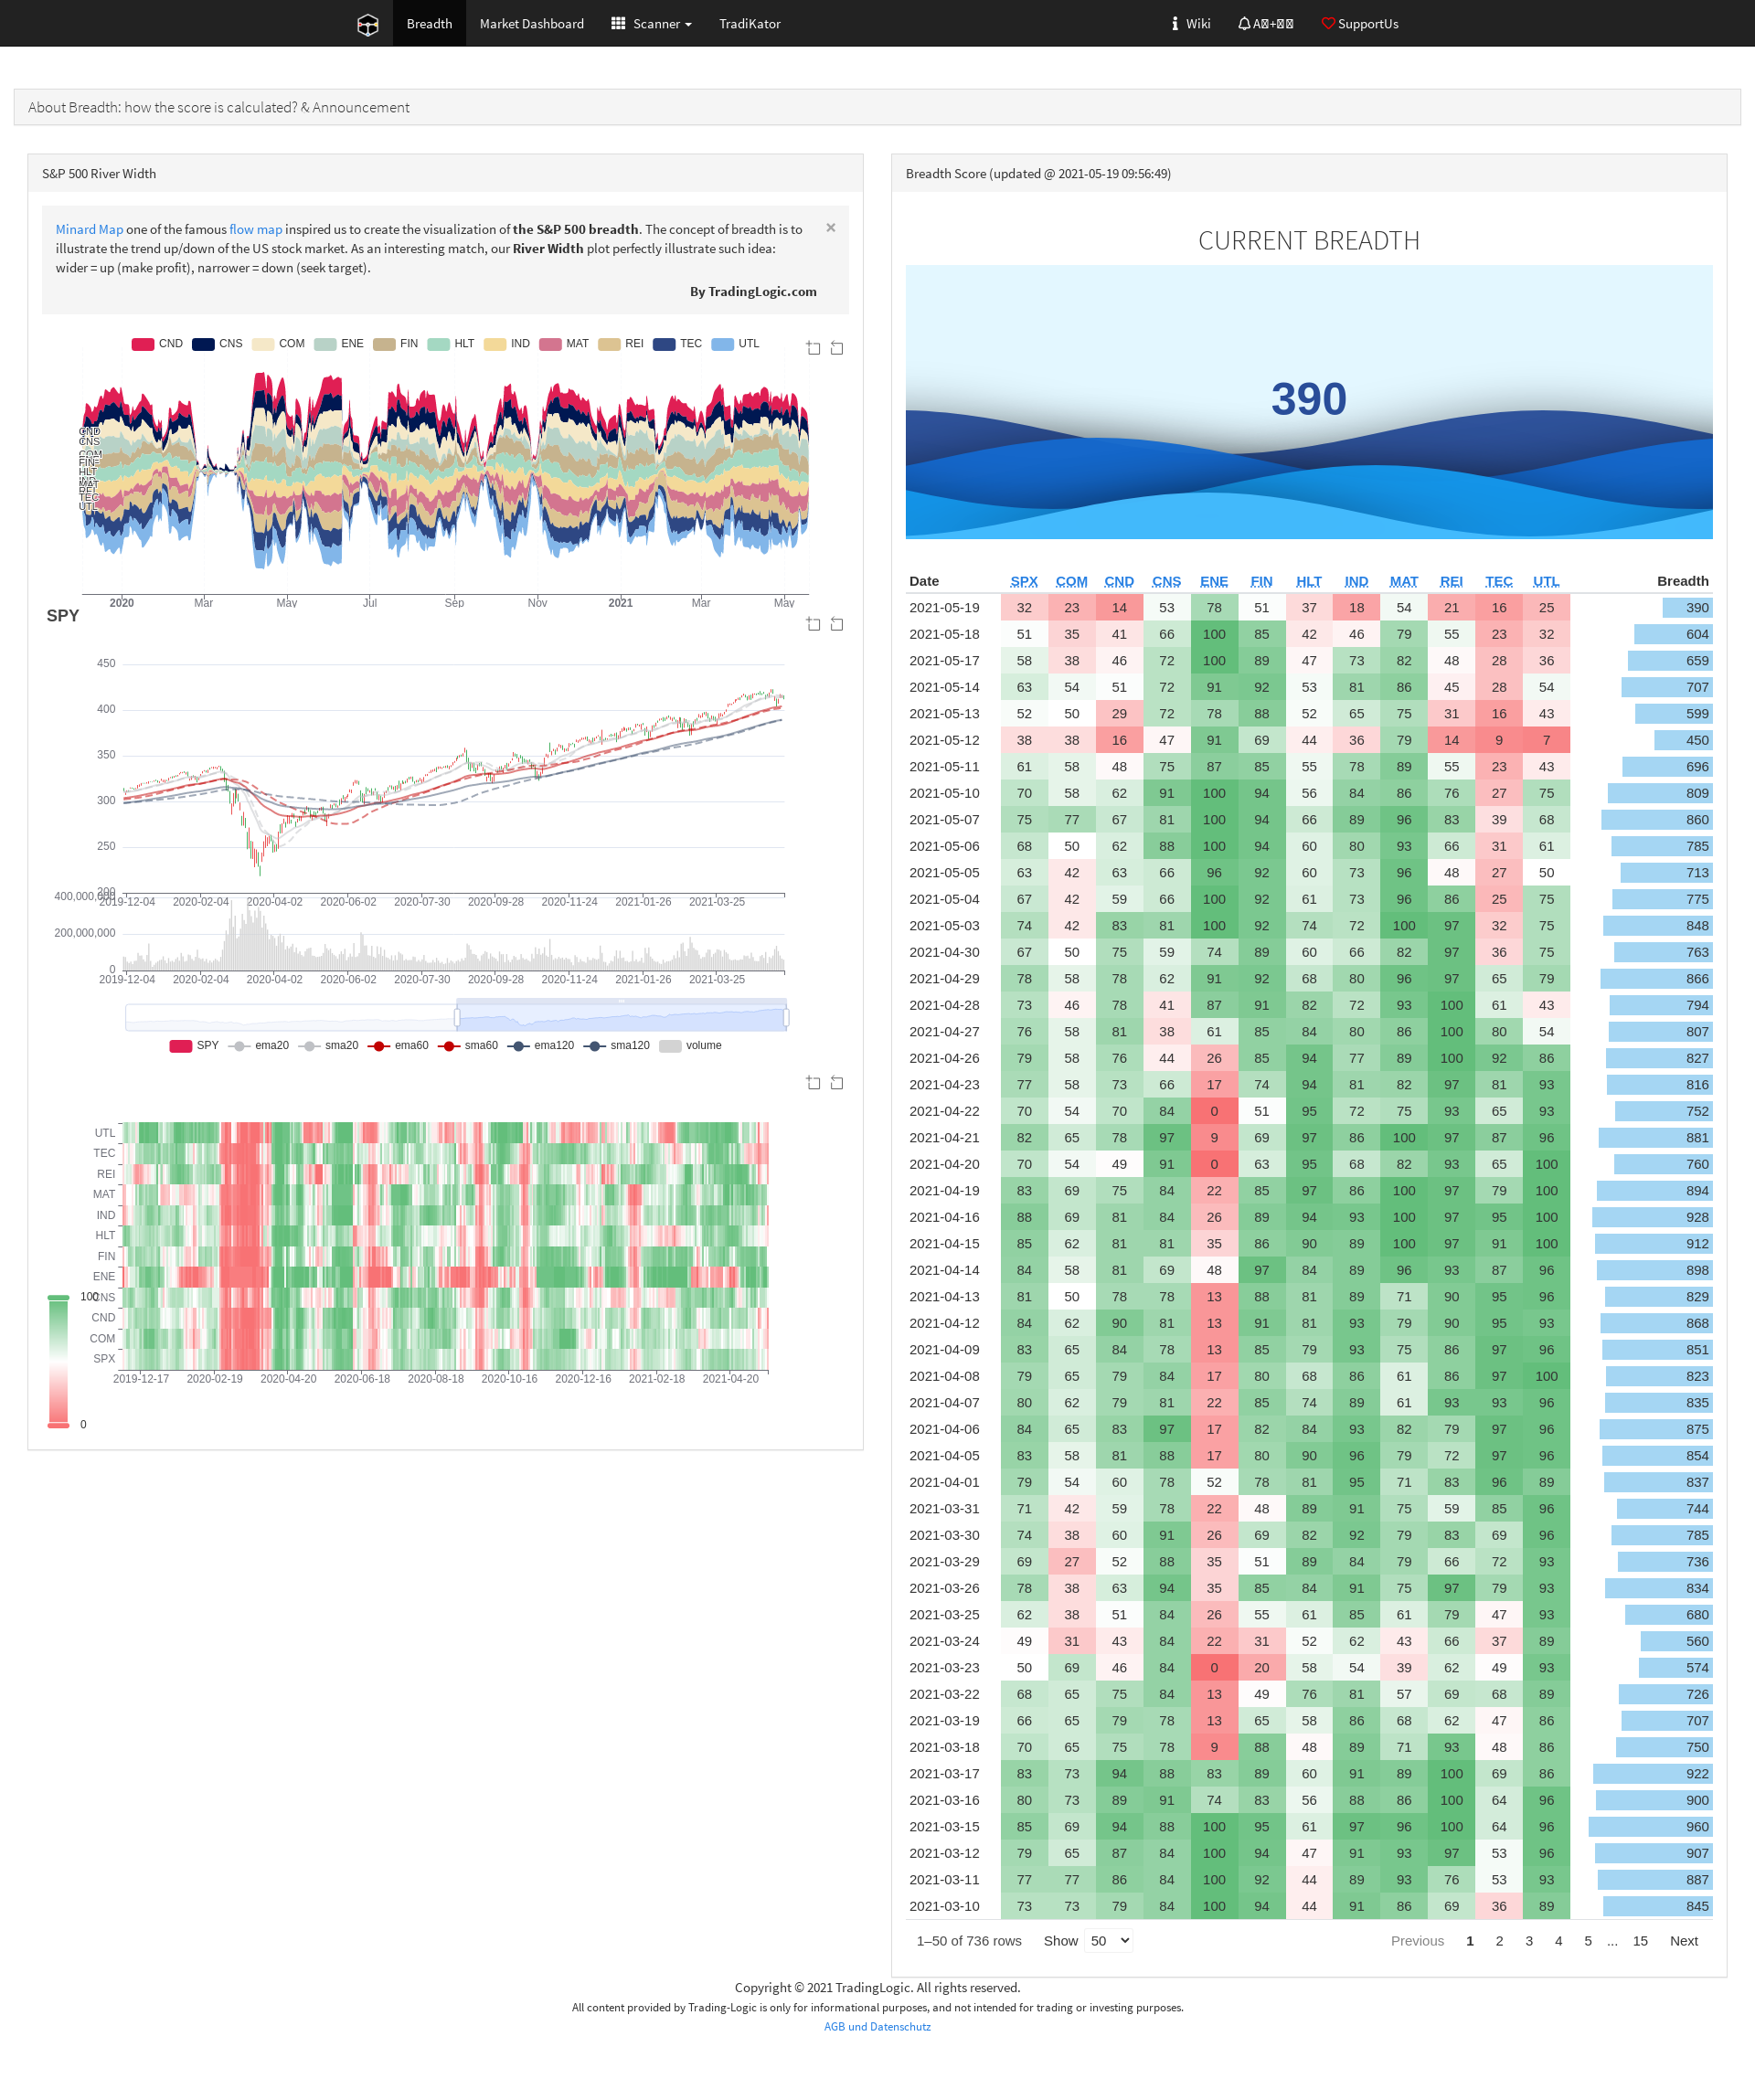 Breadth Market Dashboard Scanner TradiKator Wiki SupportUs
About Breadth: how the score is calculated? & Announcement
S&P 500 River Width
Minard Map one of the famous flow map inspired us to create the visualization of the S&P 500 breadth. The concept of breadth is to
illustrate the trend up/down of the US stock market. As an interesting match, our River Width plot perfectly illustrate such idea:
wider = up (make profit), narrower = down (seek target).
×
By TradingLogic.com
CND CNS COM ENE FIN HLT IND MAT REI TEC UTL
CND
CNS
COM
FIN
HLT
IND
MAT
REI
TEC
UTL
2020 Mar May Jul Sep Nov 2021 Mar May
SPY
450
400
350
300
250
200
2019-12-04 2020-02-04 2020-04-02 2020-06-02 2020-07-30 2020-09-28 2020-11-24 2021-01-26 2021-03-25
400,000,000
200,000,000
0
2019-12-04 2020-02-04 2020-04-02 2020-06-02 2020-07-30 2020-09-28 2020-11-24 2021-01-26 2021-03-25
SPY ema20 sma20 ema60 sma60 ema120 sma120 volume
UTL
TEC
REI
MAT
IND
HLT
FIN
ENE
CNS
CND
COM
SPX
100
0
2019-12-17 2020-02-19 2020-04-20 2020-06-18 2020-08-18 2020-10-16 2020-12-16 2021-02-18 2021-04-20
Breadth Score (updated @ 2021-05-19 09:56:49)
CURRENT BREADTH
390
Date SPX COM CND CNS ENE FIN HLT IND MAT REI TEC UTL Breadth
2021-05-19 32 23 14 53 78 51 37 18 54 21 16 25 390
2021-05-18 51 35 41 66 100 85 42 46 79 55 23 32 604
2021-05-17 58 38 46 72 100 89 47 73 82 48 28 36 659
2021-05-14 63 54 51 72 91 92 53 81 86 45 28 54 707
2021-05-13 52 50 29 72 78 88 52 65 75 31 16 43 599
2021-05-12 38 38 16 47 91 69 44 36 79 14 9 7 450
2021-05-11 61 58 48 75 87 85 55 78 89 55 23 43 696
2021-05-10 70 58 62 91 100 94 56 84 86 76 27 75 809
2021-05-07 75 77 67 81 100 94 66 89 96 83 39 68 860
2021-05-06 68 50 62 88 100 94 60 80 93 66 31 61 785
2021-05-05 63 42 63 66 96 92 60 73 96 48 27 50 713
2021-05-04 67 42 59 66 100 92 61 73 96 86 25 75 775
2021-05-03 74 42 83 81 100 92 74 72 100 97 32 75 848
2021-04-30 67 50 75 59 74 89 60 66 82 97 36 75 763
2021-04-29 78 58 78 62 91 92 68 80 96 97 65 79 866
2021-04-28 73 46 78 41 87 91 82 72 93 100 61 43 794
2021-04-27 76 58 81 38 61 85 84 80 86 100 80 54 807
2021-04-26 79 58 76 44 26 85 94 77 89 100 92 86 827
2021-04-23 77 58 73 66 17 74 94 81 82 97 81 93 816
2021-04-22 70 54 70 84 0 51 95 72 75 93 65 93 752
2021-04-21 82 65 78 97 9 69 97 86 100 97 87 96 881
2021-04-20 70 54 49 91 0 63 95 68 82 93 65 100 760
2021-04-19 83 69 75 84 22 85 97 86 100 97 79 100 894
2021-04-16 88 69 81 84 26 89 94 93 100 97 95 100 928
2021-04-15 85 62 81 81 35 86 90 89 100 97 91 100 912
2021-04-14 84 58 81 69 48 97 84 89 96 93 87 96 898
2021-04-13 81 50 78 78 13 88 81 89 71 90 95 96 829
2021-04-12 84 62 90 81 13 91 81 93 79 90 95 93 868
2021-04-09 83 65 84 78 13 85 79 93 75 86 97 96 851
2021-04-08 79 65 79 84 17 80 68 86 61 86 97 100 823
2021-04-07 80 62 79 81 22 85 74 89 61 93 93 96 835
2021-04-06 84 65 83 97 17 82 84 93 82 79 97 96 875
2021-04-05 83 58 81 88 17 80 90 96 79 72 97 96 854
2021-04-01 79 54 60 78 52 78 81 95 71 83 96 89 837
2021-03-31 71 42 59 78 22 48 89 91 75 59 85 96 744
2021-03-30 74 38 60 91 26 69 82 92 79 83 69 96 785
2021-03-29 69 27 52 88 35 51 89 84 79 66 72 93 736
2021-03-26 78 38 63 94 35 85 84 91 75 97 79 93 834
2021-03-25 62 38 51 84 26 55 61 85 61 79 47 93 680
2021-03-24 49 31 43 84 22 31 52 62 43 66 37 89 560
2021-03-23 50 69 46 84 0 20 58 54 39 62 49 93 574
2021-03-22 68 65 75 84 13 49 76 81 57 69 68 89 726
2021-03-19 66 65 79 78 13 65 58 86 68 62 47 86 707
2021-03-18 70 65 75 78 9 88 48 89 71 93 48 86 750
2021-03-17 83 73 94 88 83 89 60 91 89 100 69 86 922
2021-03-16 80 73 89 91 74 83 56 88 86 100 64 96 900
2021-03-15 85 69 94 88 100 95 61 97 96 100 64 96 960
2021-03-12 79 65 87 84 100 94 47 91 93 97 53 96 907
2021-03-11 77 77 86 84 100 92 44 89 93 76 53 93 887
2021-03-10 73 73 79 84 100 94 44 91 86 69 36 89 845
1–50 of 736 rows Show 50 Previous 1 2 3 4 5 ... 15 Next
Copyright © 2021 TradingLogic. All rights reserved.
All content provided by Trading-Logic is only for informational purposes, and not intended for trading or investing purposes.
AGB und Datenschutz